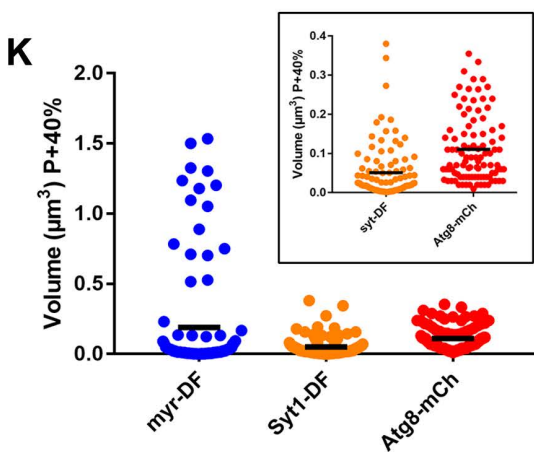 K
Volume (µm³) P+40%
2.0
1.5
1.0
0.5
0.0
myr-DF
Syt1-DF
Atg8-mCh
Volume (µm³) P+40%
0.4
0.3
0.2
0.1
0.0
syt-DF
Atg8-mCh